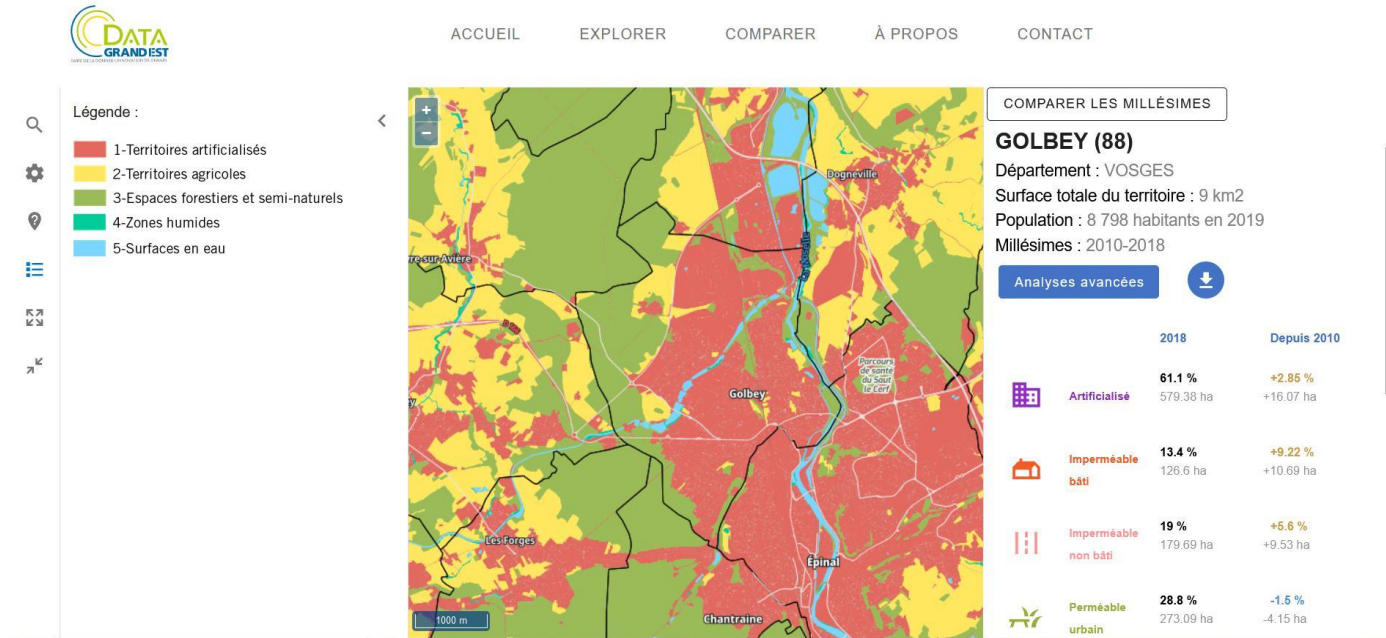 DATA
GRAND EST
ACCUEIL EXPLORER COMPARER À PROPOS CONTACT
Légende :
1-Territoires artificialisés
2-Territoires agricoles
3-Espaces forestiers et semi-naturels
4-Zones humides
5-Surfaces en eau
+
−
Dognéville
La Moselle
re-sur-Avière
Parcours
de santé
du Saut
le Cerf
Golbey
Les Forges
Épinal
Chantraine
1000 m
COMPARER LES MILLÉSIMES
GOLBEY (88)
Département : VOSGES
Surface totale du territoire : 9 km2
Population : 8 798 habitants en 2019
Millésimes : 2010-2018
Analyses avancées
2018 Depuis 2010
61.1 % +2.85 %
Artificialisé 579.38 ha +16.07 ha
13.4 % +9.22 %
Imperméable
bâti
126.6 ha +10.69 ha
19 % +5.6 %
Imperméable
non bâti
179.69 ha +9.53 ha
28.8 % -1.5 %
Perméable
urbain
273.09 ha -4.15 ha